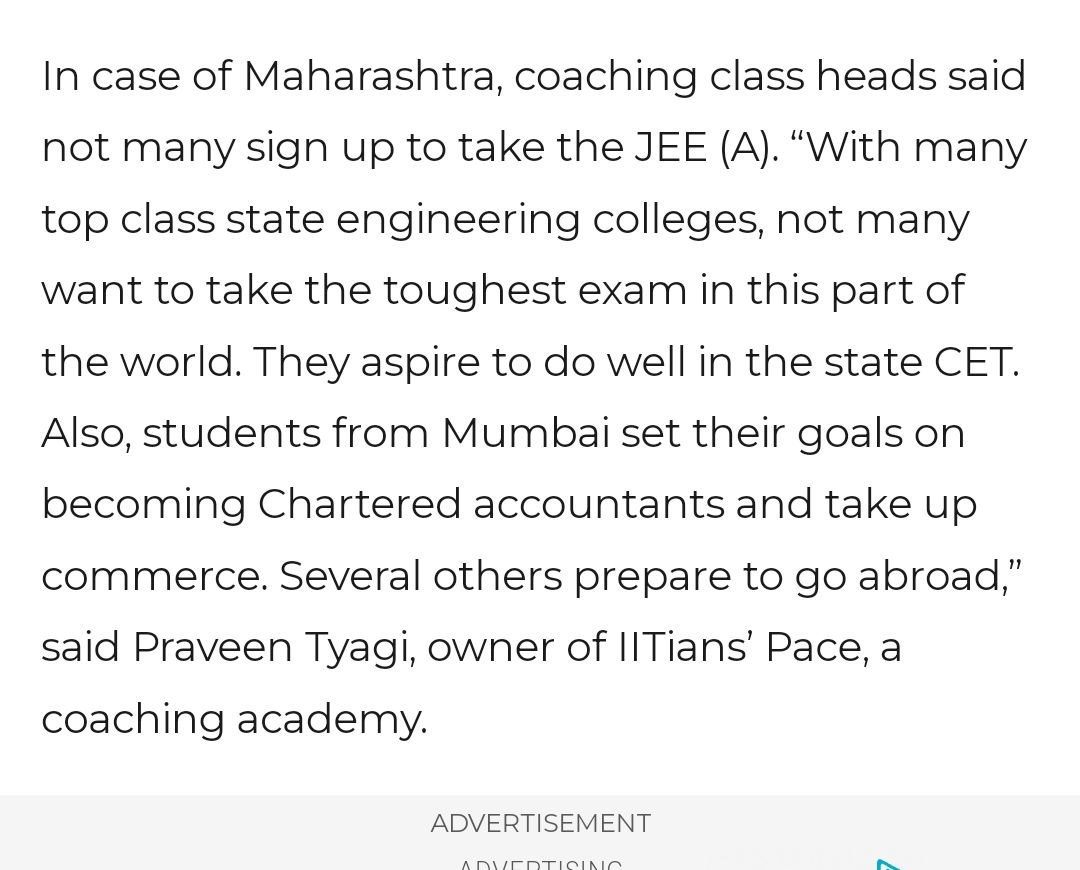 In case of Maharashtra, coaching class heads said
not many sign up to take the JEE (A). “With many
top class state engineering colleges, not many
want to take the toughest exam in this part of
the world. They aspire to do well in the state CET.
Also, students from Mumbai set their goals on
becoming Chartered accountants and take up
commerce. Several others prepare to go abroad,”
said Praveen Tyagi, owner of IITians’ Pace, a
coaching academy.
ADVERTISEMENT
ADVERTISING